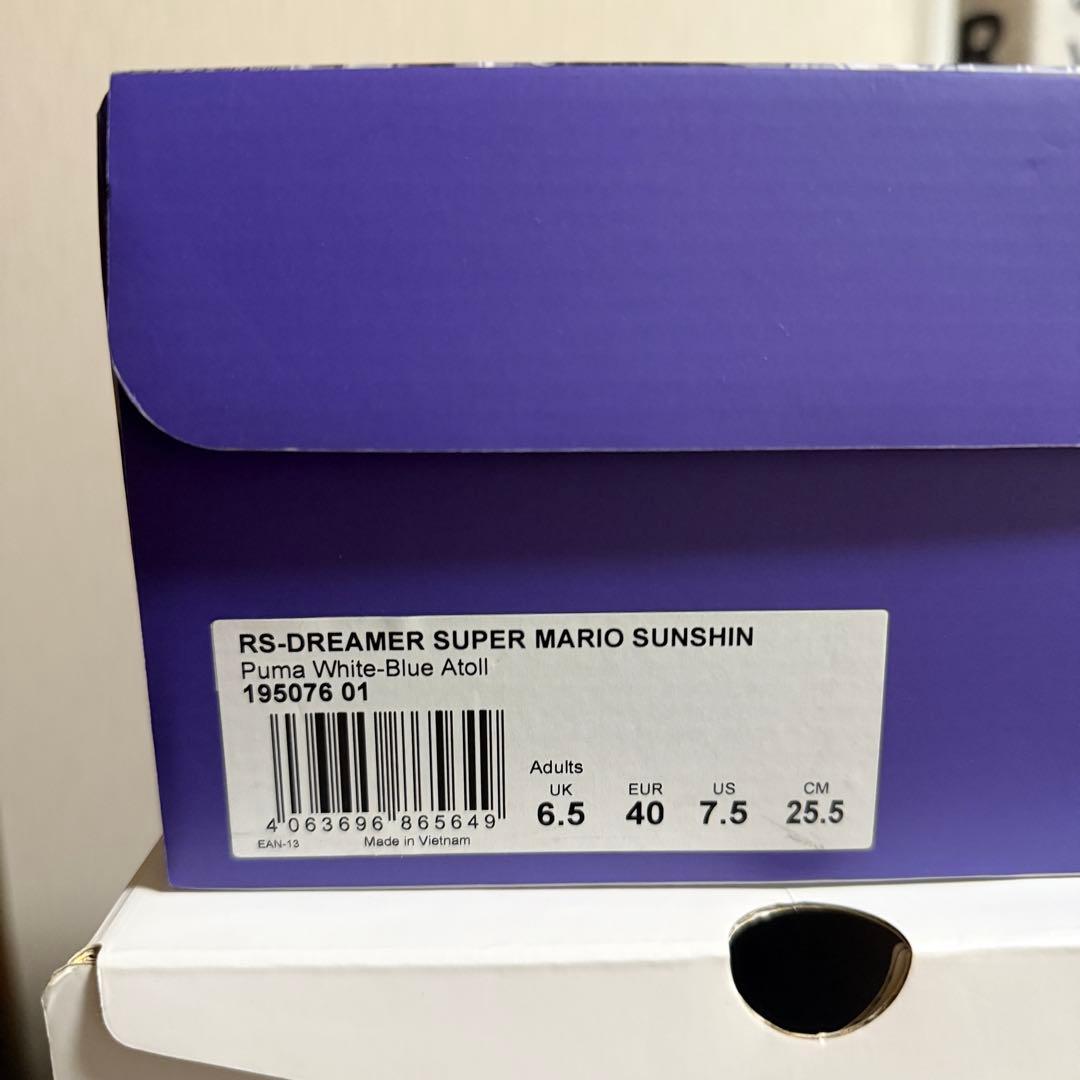 RS-DREAMER SUPER MARIO SUNSHIN
Puma White-Blue Atoll
195076 01
4 063696 865649
EAN-13
Made in Vietnam
Adults
UK EUR US CM
6.5 40 7.5 25.5